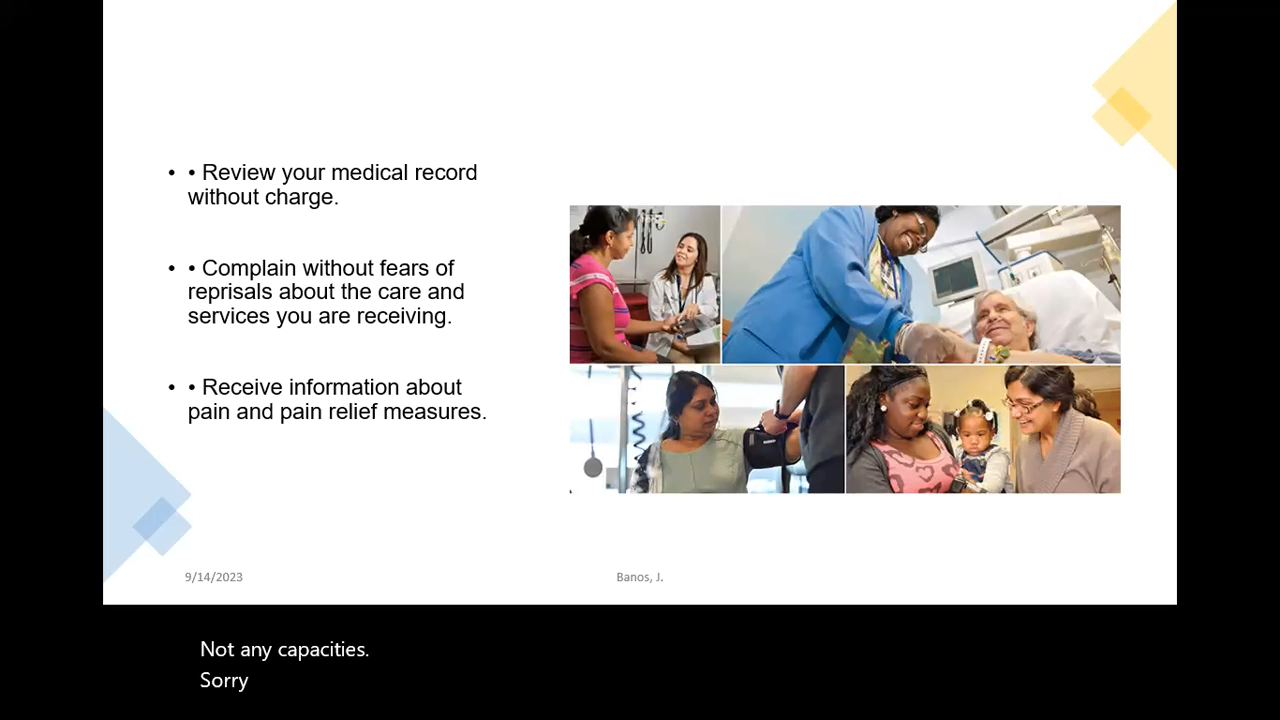 • • Review your medical record
without charge.
• • Complain without fears of
reprisals about the care and
services you are receiving.
• • Receive information about
pain and pain relief measures.
9/14/2023
Banos, J.
Not any capacities.
Sorry